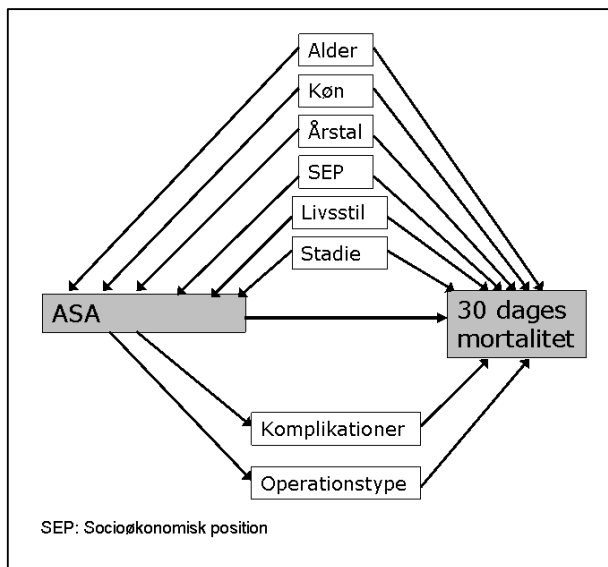 Alder
Køn
Årstal
SEP
Livsstil
Stadie
ASA
30 dages
mortalitet
Komplikationer
Operationstype
SEP: Socioøkonomisk position